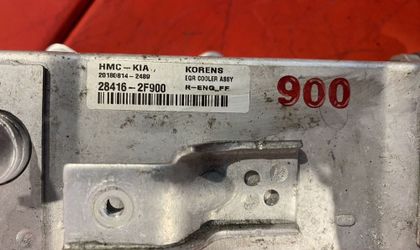 HMC-KIA KORENS
20180814-2489 EGR COOLER ASSY
28416-2F900 R-ENG_FF
900